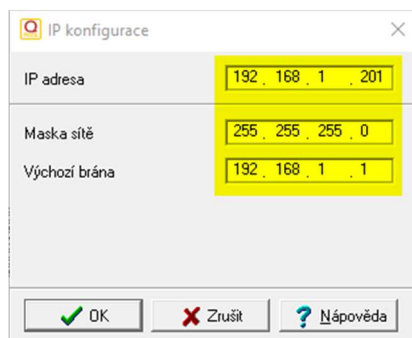 IP konfigurace
IP adresa 192 . 168 . 1 . 201
Maska sítě 255 . 255 . 255 . 0
Výchozí brána 192 . 168 . 1 . 1
OK Zrušit Nápověda